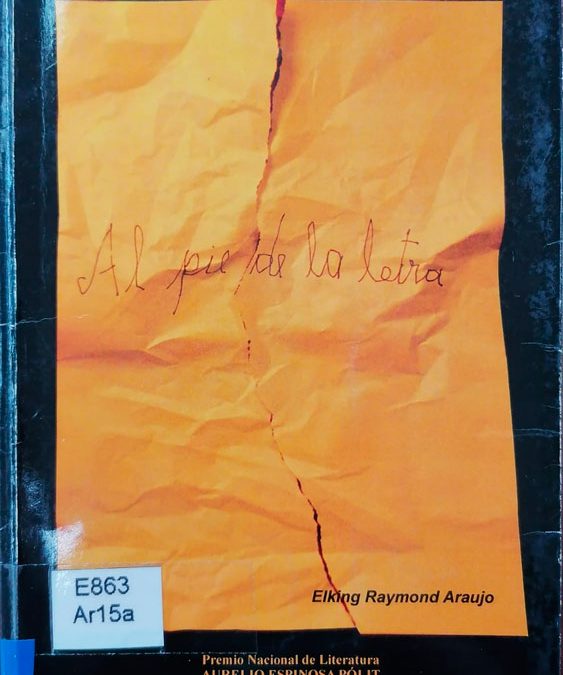 Al pie de la letra
Elking Raymond Araujo
E863
Ar15a
Premio Nacional de Literatura
AURELIO ESPINOSA PÓLIT